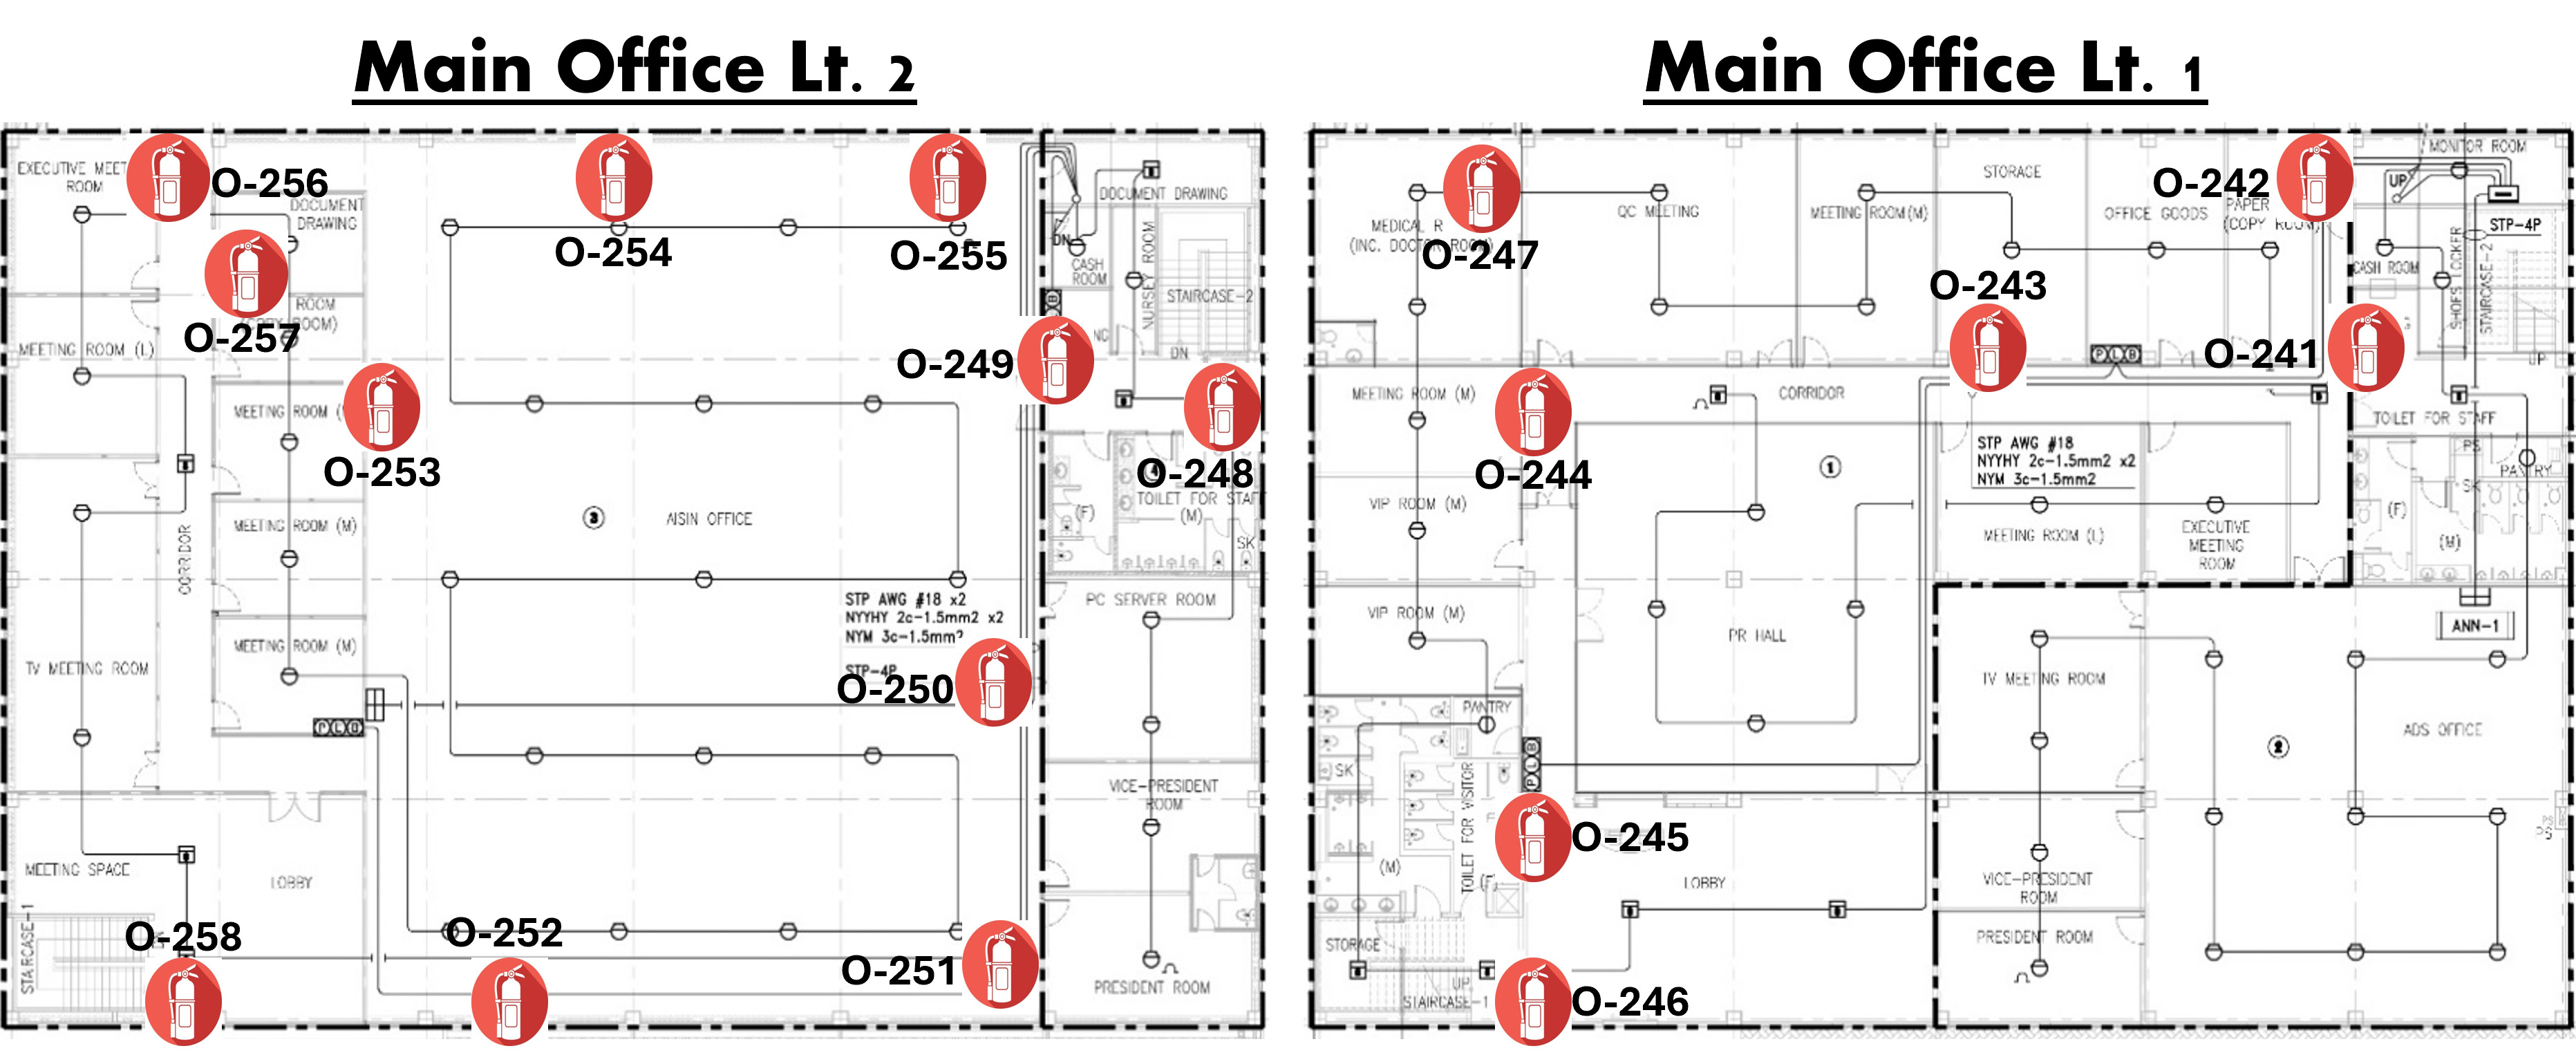 Main Office Lt. 2
EXECUTIVE MEET
ROOM
O-256
DOCUMENT
DRAWING
O-254
O-255
DOCUMENT DRAWING
DN
CASH
ROOM
NURSEY ROOM
STAIRCASE-2
DN
B
ROOM
(COPY ROOM)
O-257
MEETING ROOM (L)
O-249
MEETING ROOM
O-253
O-248
TOILET FOR STAF
(M)
(F)
SK
3
AISIN OFFICE
MEETING ROOM (M)
CORRIDOR
STP AWG #18 x2
NYYHY 2c-1.5mm2 x2
NYM 3c-1.5mm2
STP-4P
PC SERVER ROOM
MEETING ROOM (M)
TV MEETING ROOM
O-250
P L B
VICE-PRESIDENT
ROOM
MEETING SPACE
LOBBY
STAIRCASE-1
O-258
O-252
O-251
PRESIDENT ROOM
Main Office Lt. 1
MONITOR ROOM
STORAGE
O-242
UP
MEDICAL R
(INC. DOCTOR ROOM)
O-247
QC MEETING
MEETING ROOM(M)
OFFICE GOODS
PAPER
(COPY ROOM)
STP-4P
CASH ROOM
SHOES LOCKER
STAIRCASE-2
UP
O-243
P L B
O-241
MEETING ROOM (M)
CORRIDOR
O-244
TOILET FOR STAFF
PS
PANTRY
SK
(F)
(M)
1
STP AWG #18
NYYHY 2c-1.5mm2 x2
NYM 3c-1.5mm2
VIP ROOM (M)
MEETING ROOM (L)
EXECUTIVE
MEETING
ROOM
VIP ROOM (M)
PR HALL
ANN-1
TV MEETING ROOM
PANTRY
SK
P L B
TOILET FOR VISITOR
ADS OFFICE
2
O-245
(M)
(F)
LOBBY
VICE-PRESIDENT
ROOM
STORAGE
PRESIDENT ROOM
UP
STAIRCASE-1
O-246